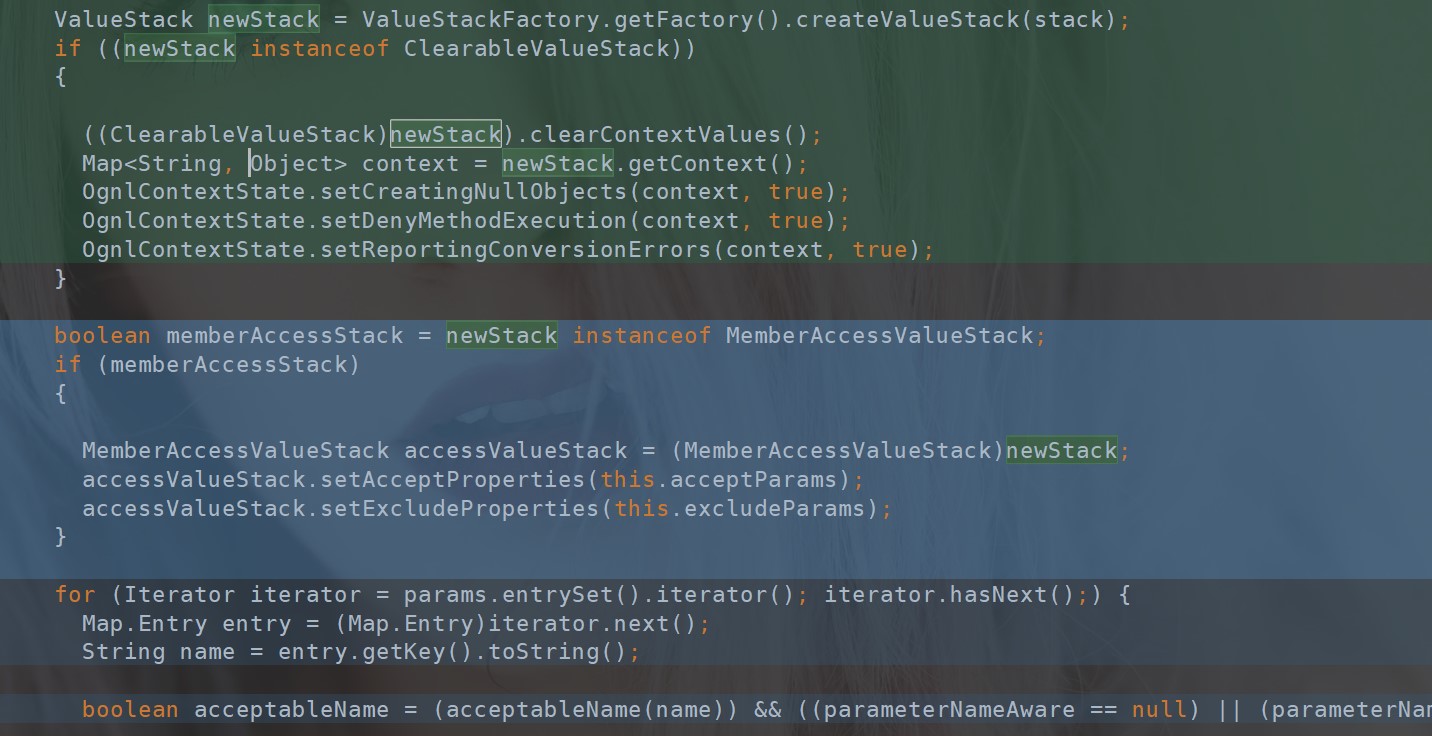 ValueStack newStack = ValueStackFactory.getFactory().createValueStack(stack);
if ((newStack instanceof ClearableValueStack))
{
((ClearableValueStack)newStack).clearContextValues();
Map<String, Object> context = newStack.getContext();
OgnlContextState.setCreatingNullObjects(context, true);
OgnlContextState.setDenyMethodExecution(context, true);
OgnlContextState.setReportingConversionErrors(context, true);
}
boolean memberAccessStack = newStack instanceof MemberAccessValueStack;
if (memberAccessStack)
{
MemberAccessValueStack accessValueStack = (MemberAccessValueStack)newStack;
accessValueStack.setAcceptProperties(this.acceptParams);
accessValueStack.setExcludeProperties(this.excludeParams);
}
for (Iterator iterator = params.entrySet().iterator(); iterator.hasNext();) {
Map.Entry entry = (Map.Entry)iterator.next();
String name = entry.getKey().toString();
boolean acceptableName = (acceptableName(name)) && ((parameterNameAware == null) || (parameterNam